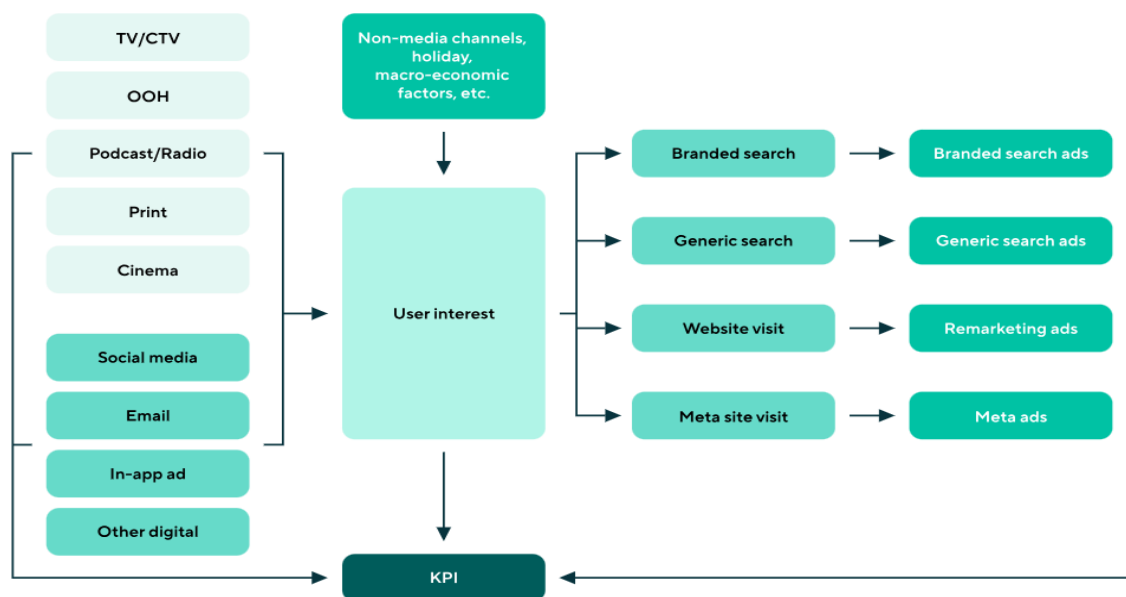 TV/CTV
OOH
Podcast/Radio
Print
Cinema
Social media
Email
In-app ad
Other digital
Non-media channels,
holiday,
macro-economic
factors, etc.
User interest
KPI
Branded search
Generic search
Website visit
Meta site visit
Branded search ads
Generic search ads
Remarketing ads
Meta ads